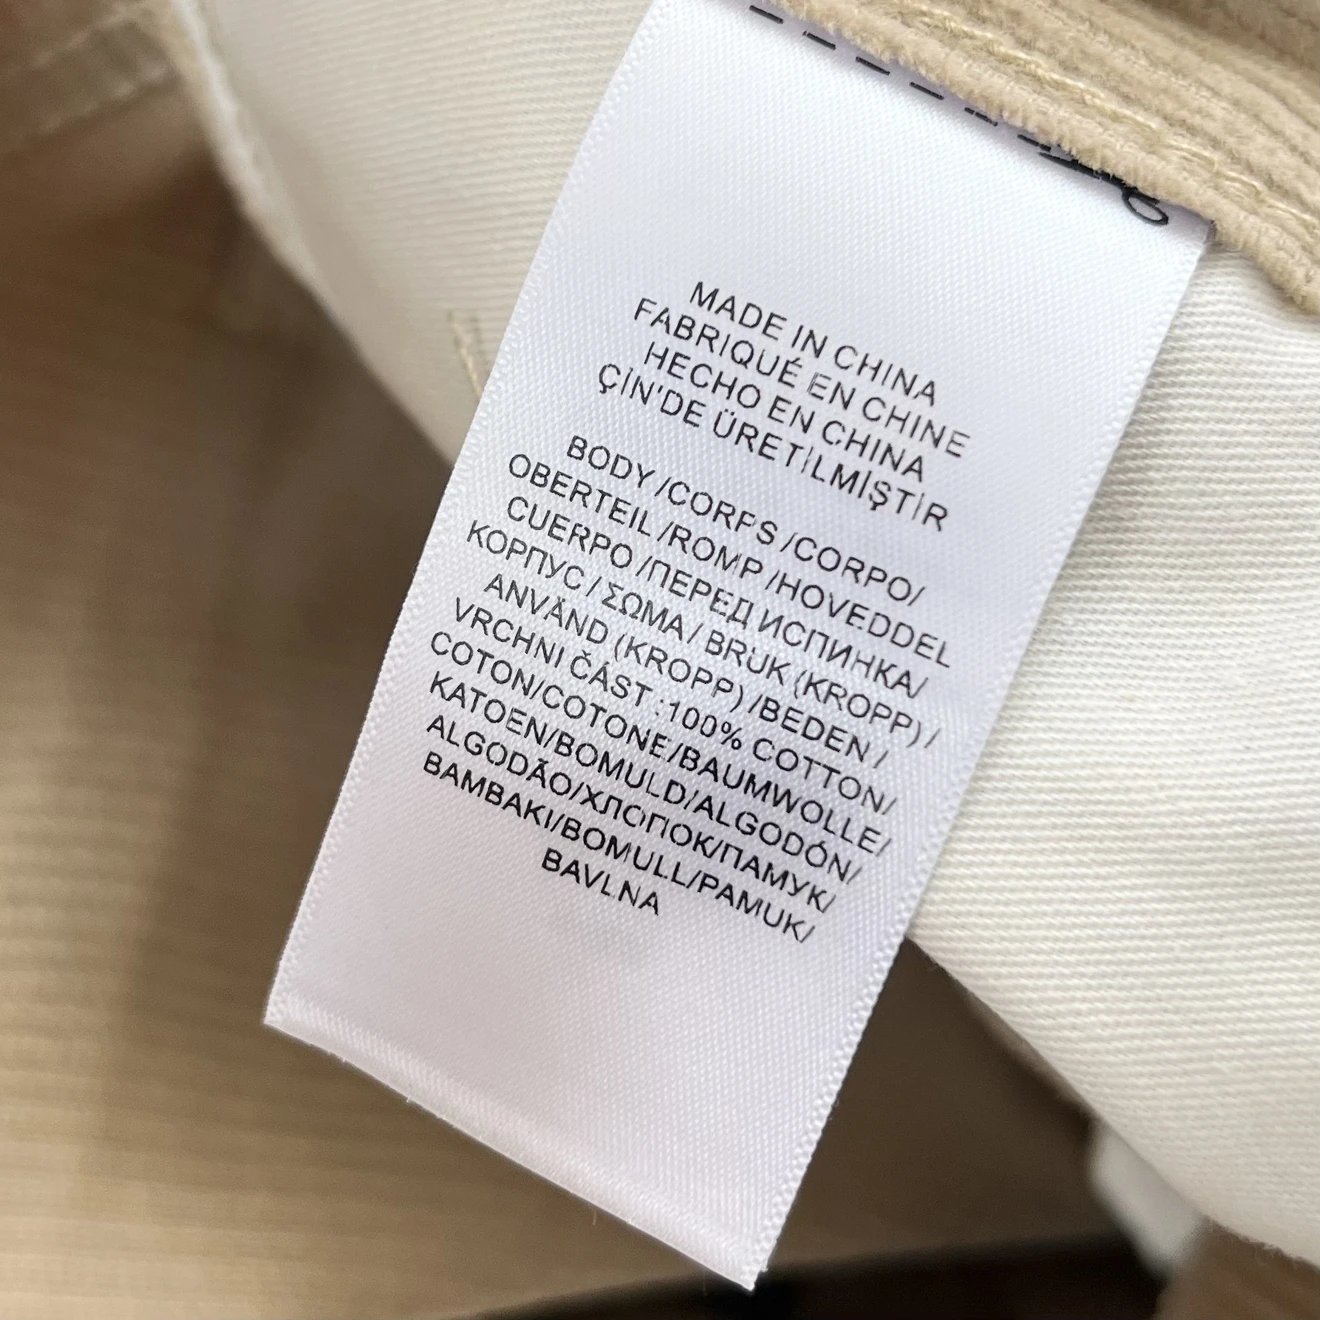 MADE IN CHINA
FABRIQUÉ EN CHINE
HECHO EN CHINA
ÇİN'DE ÜRETİLMİŞTİR
BODY /CORPS /CORPO/
OBERTEIL /ROMP /HOVEDDEL
CUERPO /ПЕРЕД ИСПИНКА/
КОРПУС / ΣΩΜΑ / BRUK (KROPP) /
ANVÄND (KROPP) /BEDEN /
VRCHNI ČÁST :100% COTTON/
COTON/COTONE/BAUMWOLLE/
KATOEN/BOMULD/ALGODÓN/
ALGODÃO/ХЛОПОК/ПАМУК/
BAMBAKI/BOMULL/PAMUK/
BAVLNA